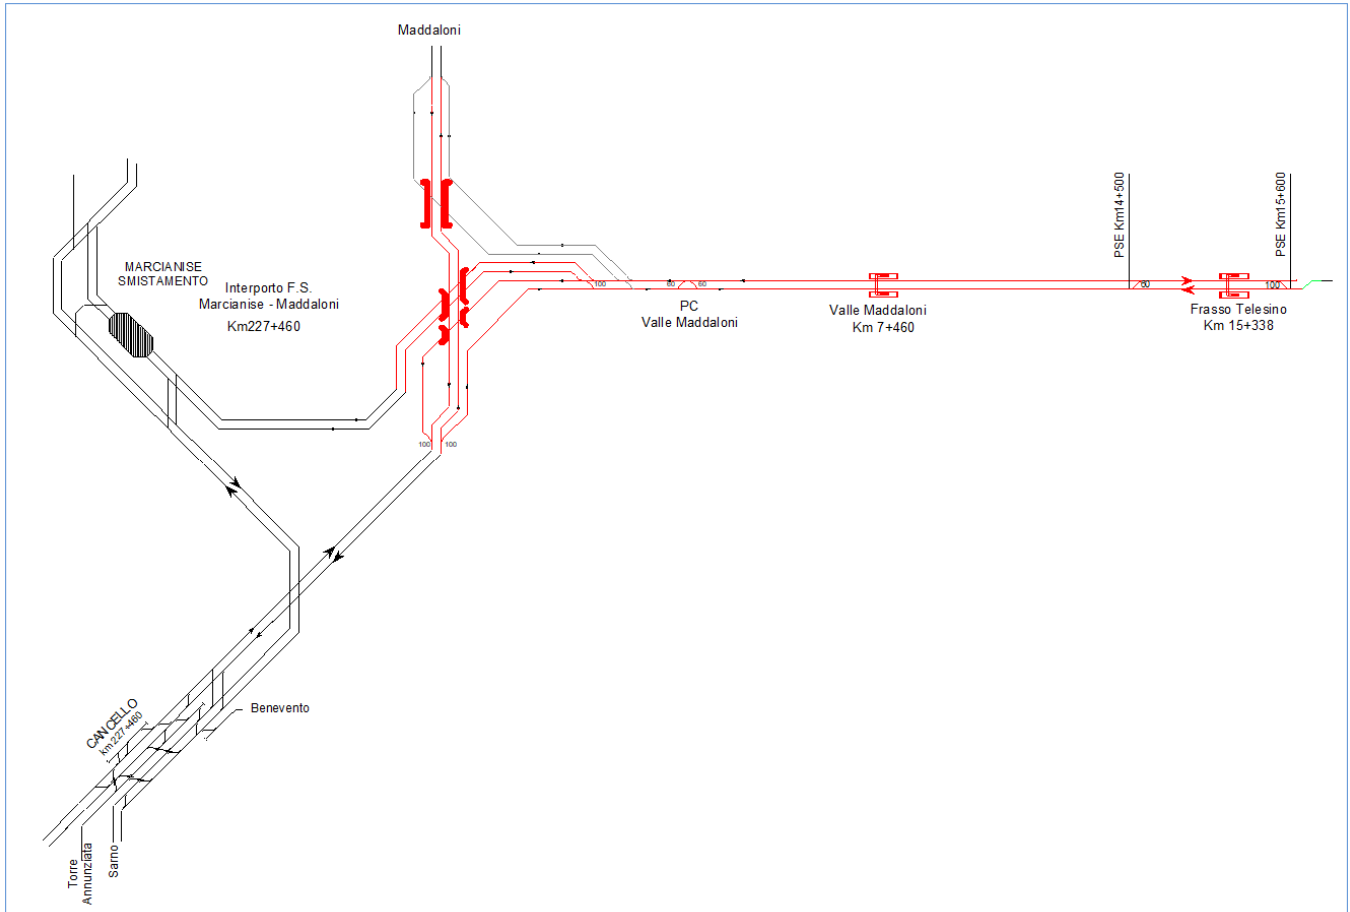 Maddaloni
PSE Km14+500
PSE Km15+600
MARCIANISE
SMISTAMENTO
Interporto F.S.
Marcianise - Maddaloni
Km227+460
100
60
60
60
100
PC
Valle Maddaloni
Valle Maddaloni
Km 7+460
Frasso Telesino
Km 15+338
100
100
CANCELLO
km227+460
Benevento
Torre
Annunziata
Sarno